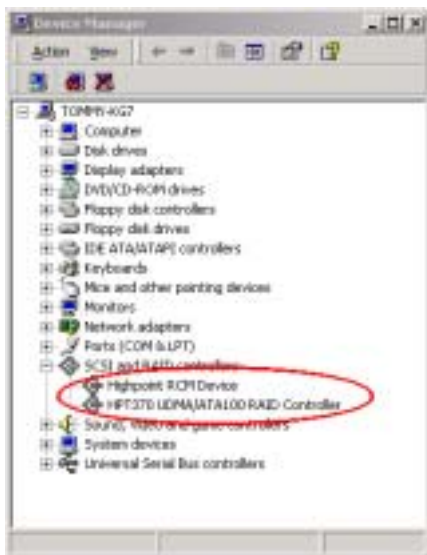 Device Manager
Action View
TOMMY-KG7
Computer
Disk drives
Display adapters
DVD/CD-ROM drives
Floppy disk controllers
Floppy disk drives
IDE ATA/ATAPI controllers
Keyboards
Mice and other pointing devices
Monitors
Network adapters
Ports (COM & LPT)
SCSI and RAID controllers
Highpoint RCM Device
HPT370 UDMA/ATA100 RAID Controller
Sound, video and game controllers
System devices
Universal Serial Bus controllers